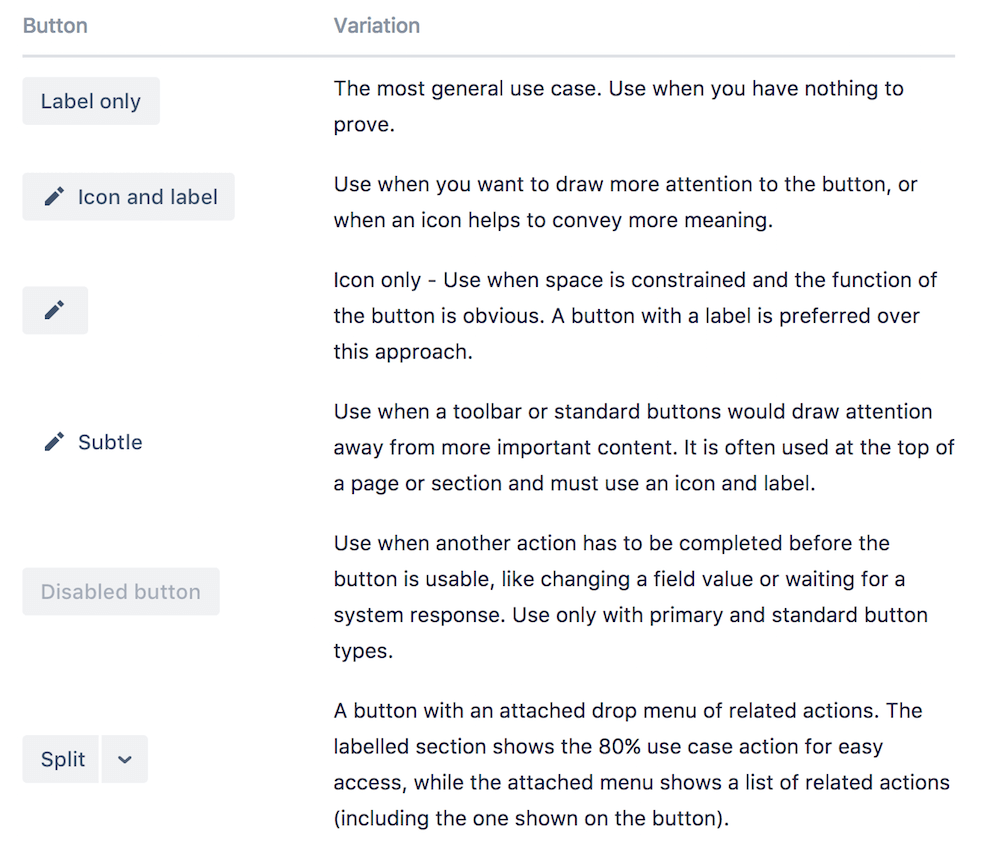 Button
Variation
Label only
The most general use case. Use when you have nothing to
prove.
Icon and label
Use when you want to draw more attention to the button, or
when an icon helps to convey more meaning.
Icon only - Use when space is constrained and the function of
the button is obvious. A button with a label is preferred over
this approach.
Subtle
Use when a toolbar or standard buttons would draw attention
away from more important content. It is often used at the top of
a page or section and must use an icon and label.
Disabled button
Use when another action has to be completed before the
button is usable, like changing a field value or waiting for a
system response. Use only with primary and standard button
types.
Split
A button with an attached drop menu of related actions. The
labelled section shows the 80% use case action for easy
access, while the attached menu shows a list of related actions
(including the one shown on the button).